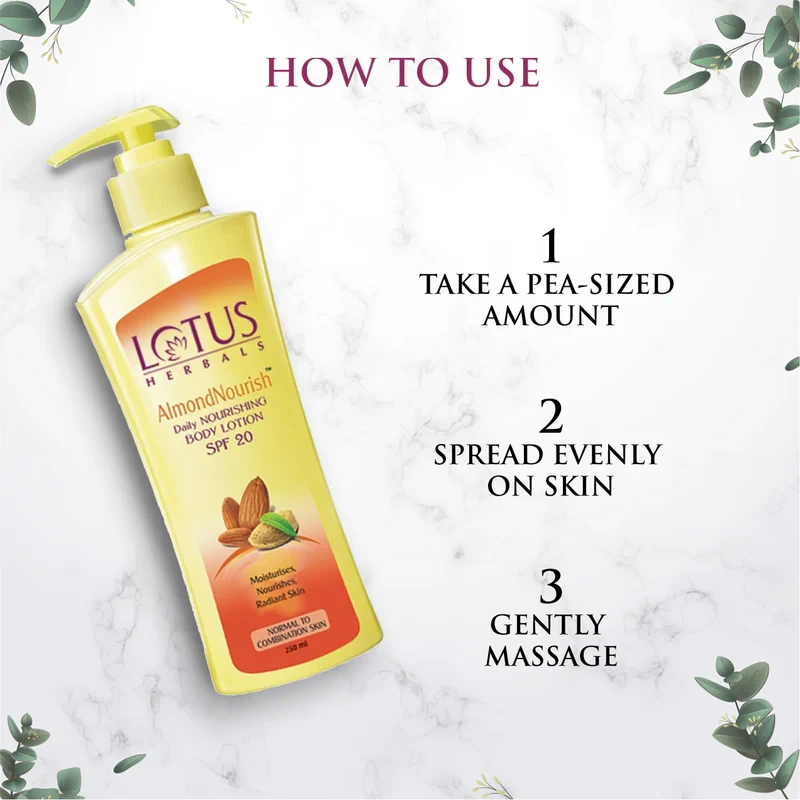 HOW TO USE
LOTUS
HERBALS
AlmondNourish™
Daily NOURISHING
BODY LOTION
SPF 20
Moisturises,
Nourishes,
Radiant Skin
NORMAL TO
COMBINATION SKIN
250 ml
1
TAKE A PEA-SIZED
AMOUNT
2
SPREAD EVENLY
ON SKIN
3
GENTLY
MASSAGE